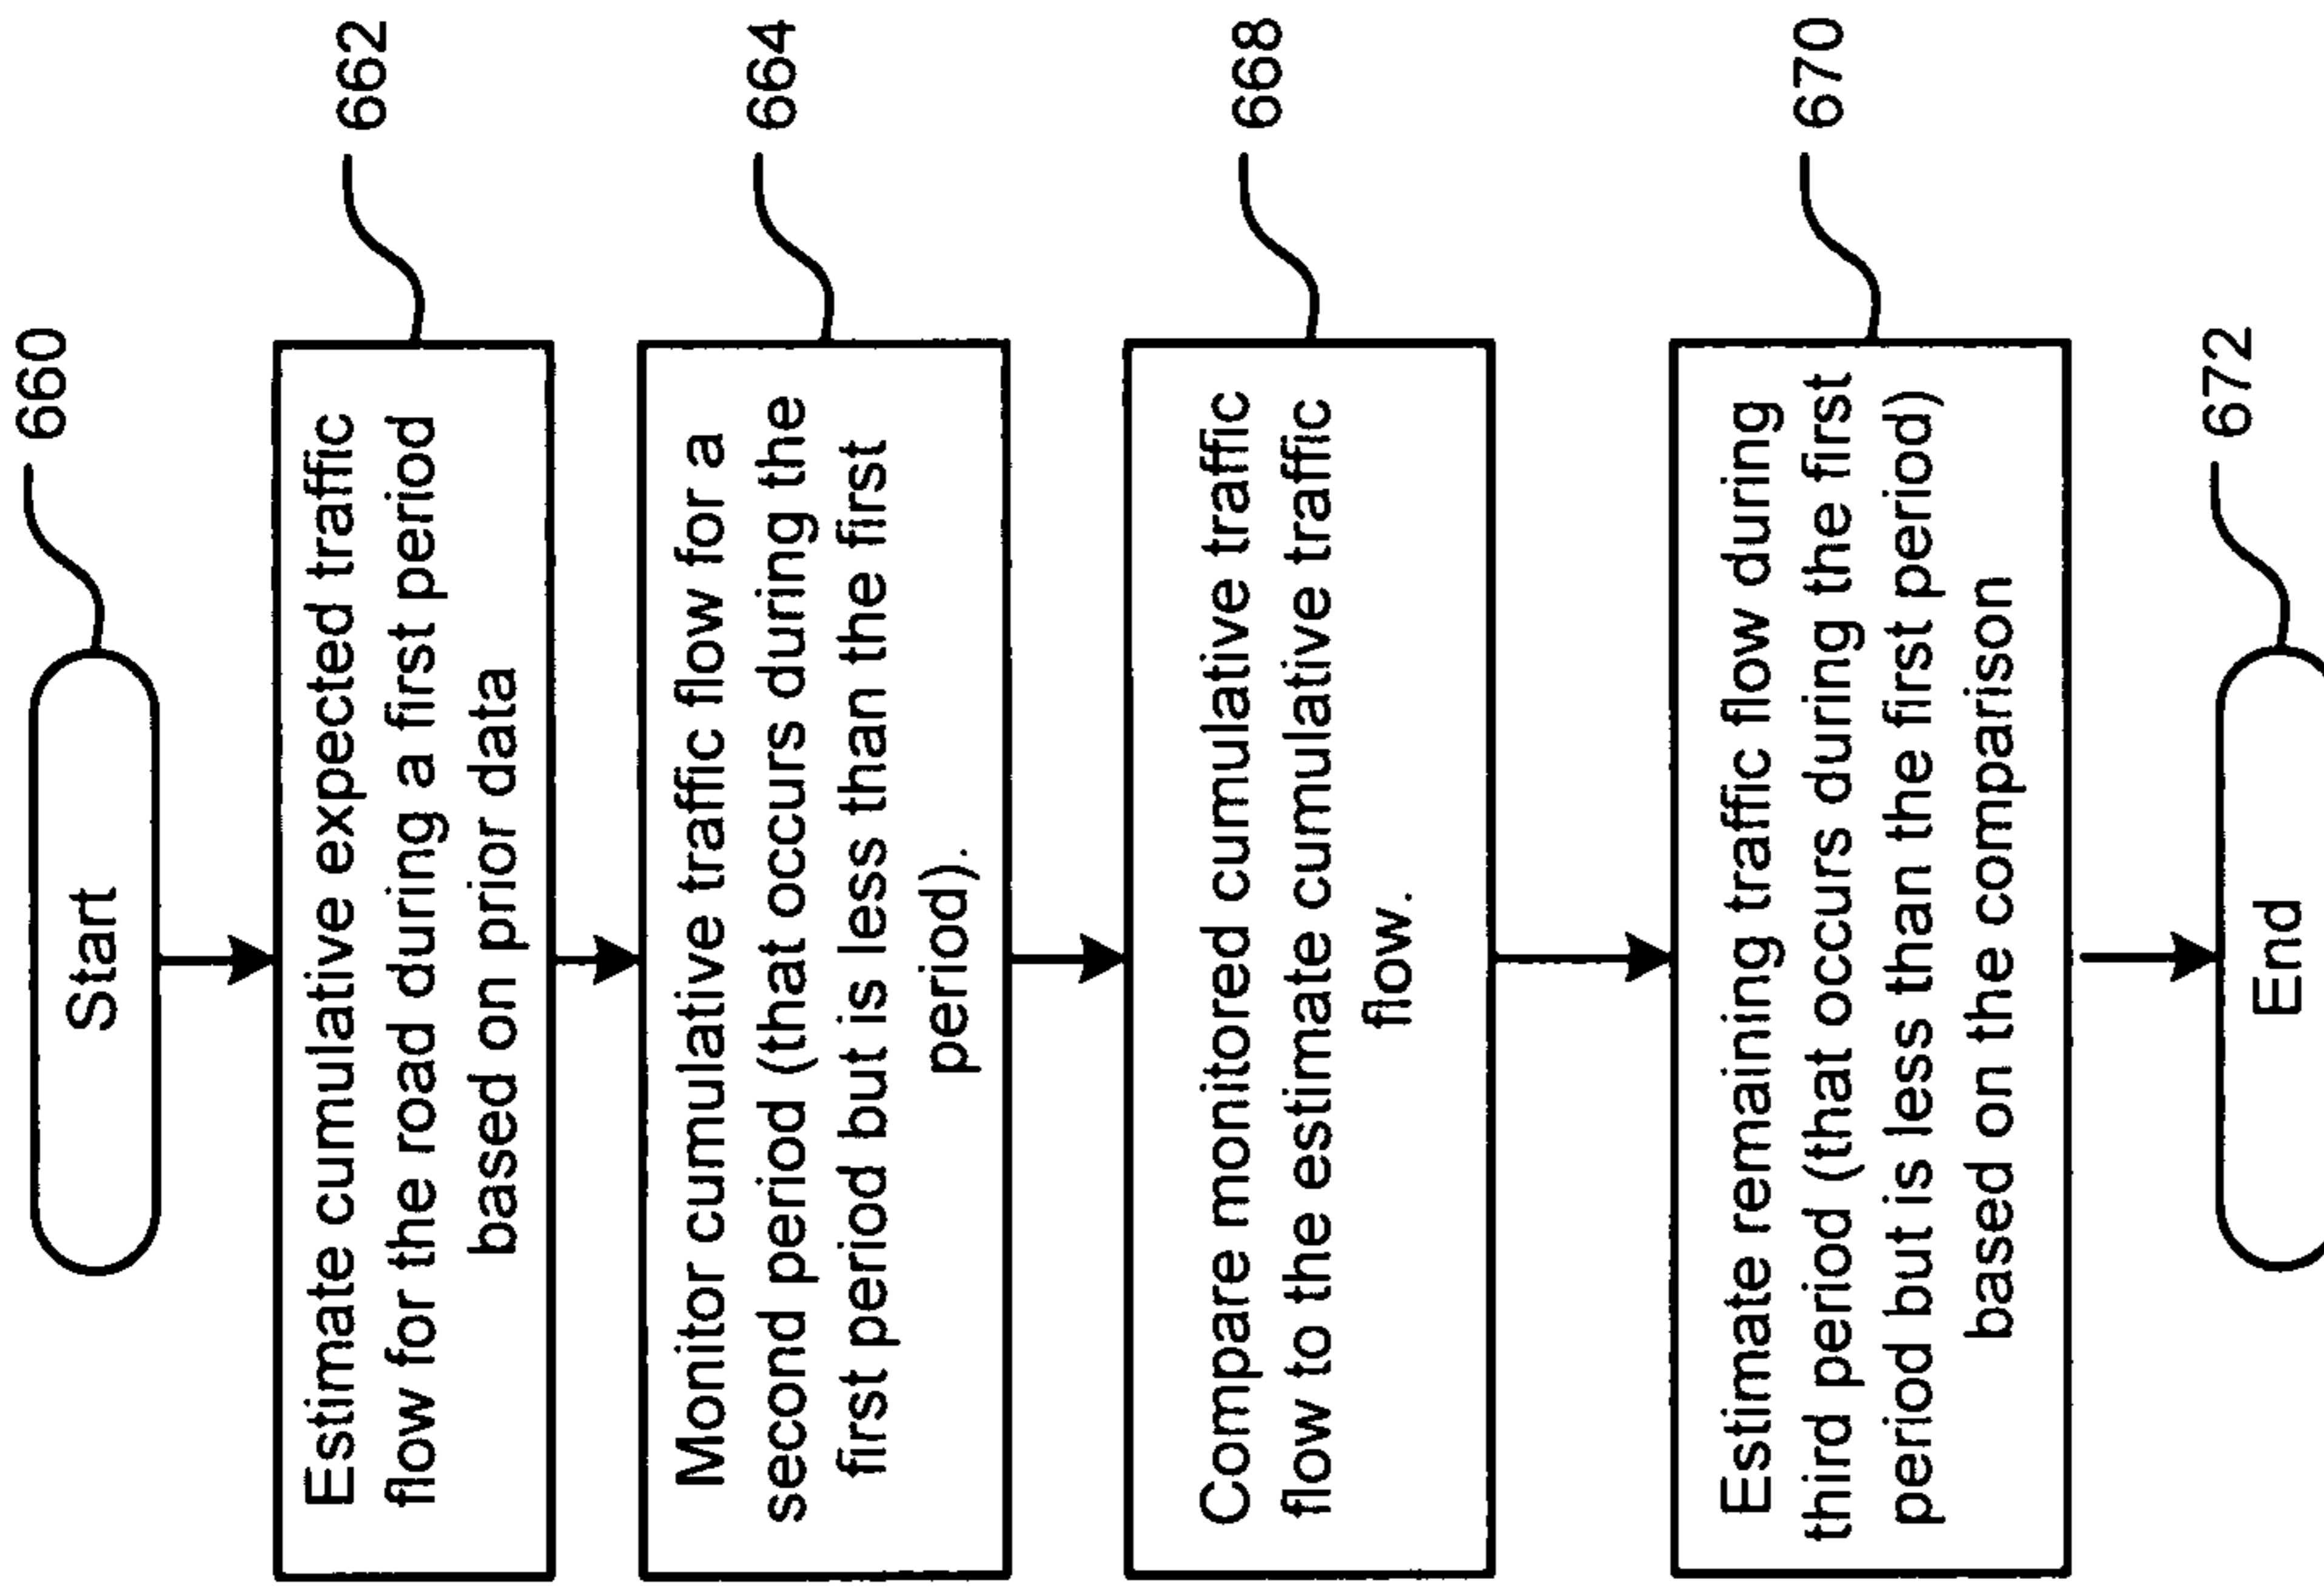 660
Start
662
Estimate cumulative expected traffic
flow for the road during a first period
based on prior data
664
Monitor cumulative traffic flow for a
second period (that occurs during the
first period but is less than the first
period).
668
Compare monitored cumulative traffic
flow to the estimate cumulative traffic
flow.
670
Estimate remaining traffic flow during
third period (that occurs during the first
period but is less than the first period)
based on the comparison
672
End